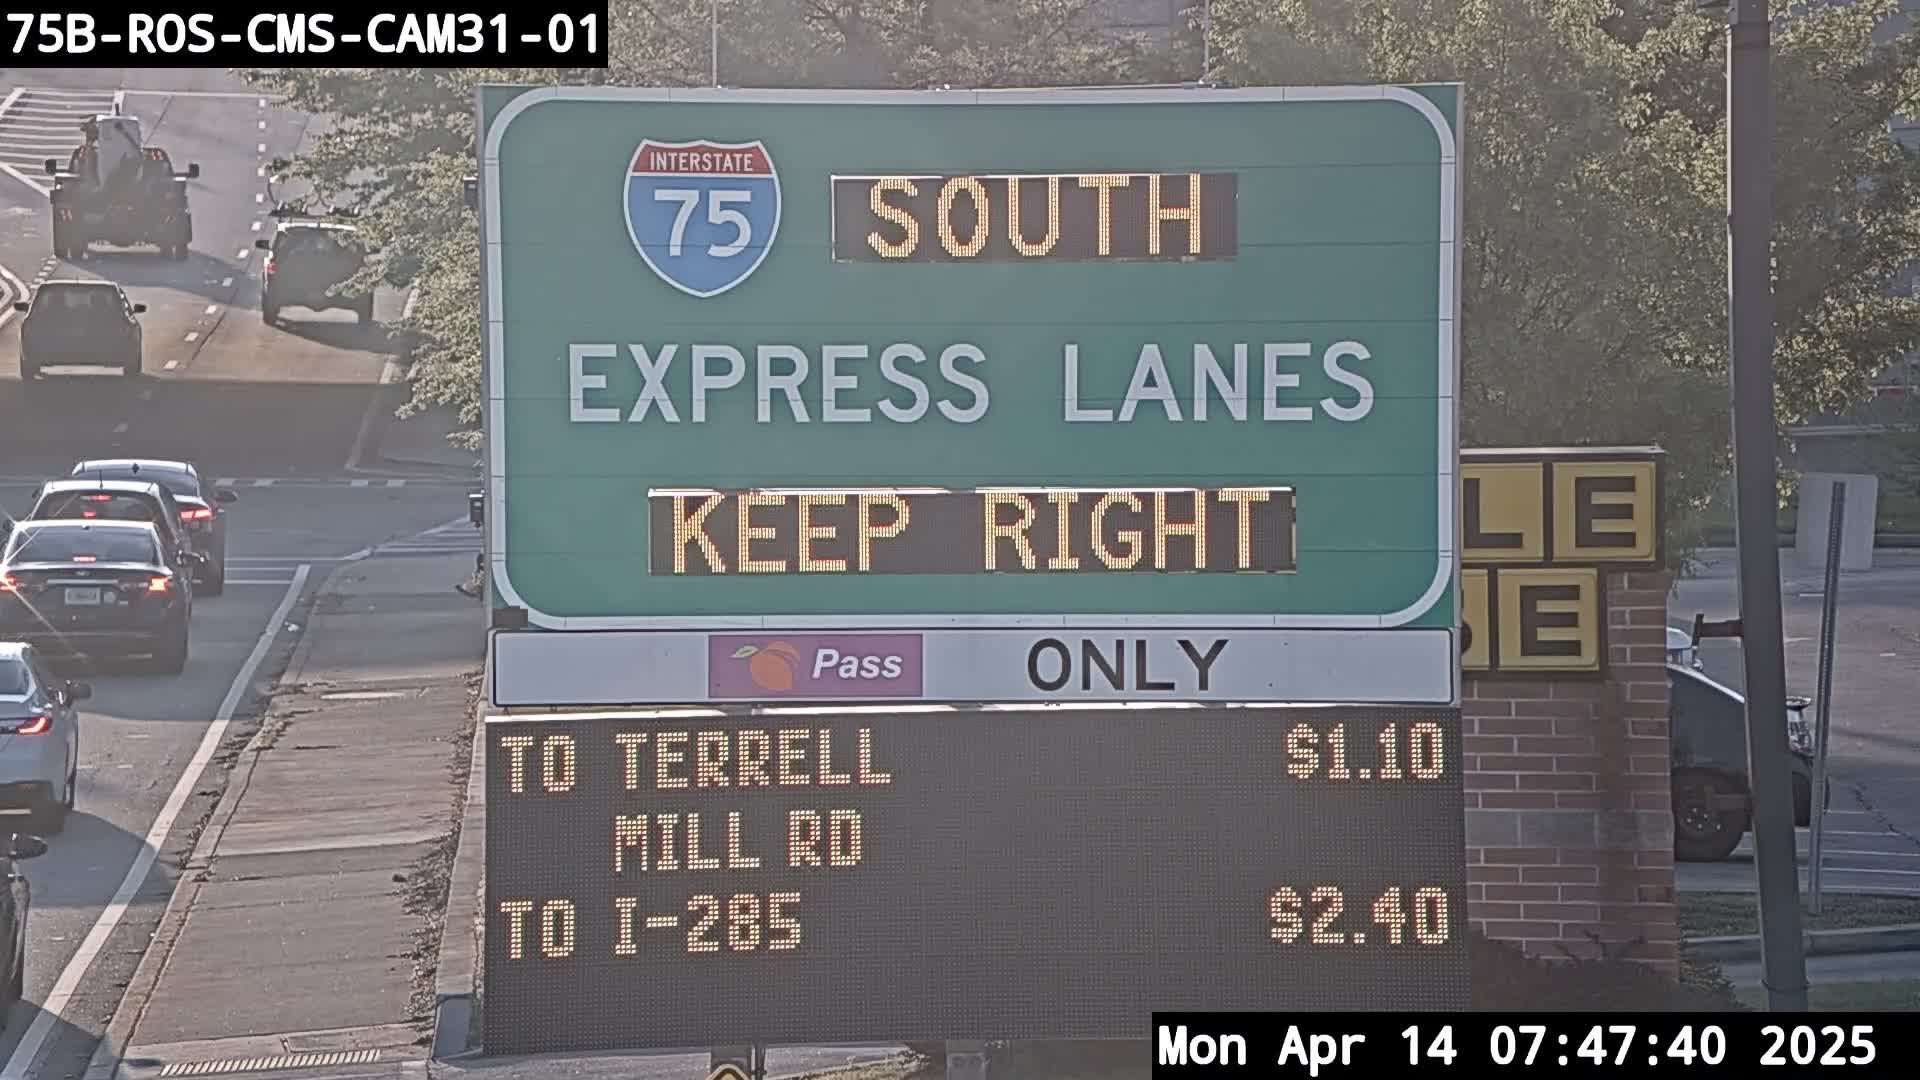 75B-ROS-CMS-CAM31-01
INTERSTATE
75
SOUTH
EXPRESS LANES
KEEP RIGHT
Pass ONLY
TO TERRELL $1.10
MILL RD
TO I-285 $2.40
LE
E
Mon Apr 14 07:47:40 2025